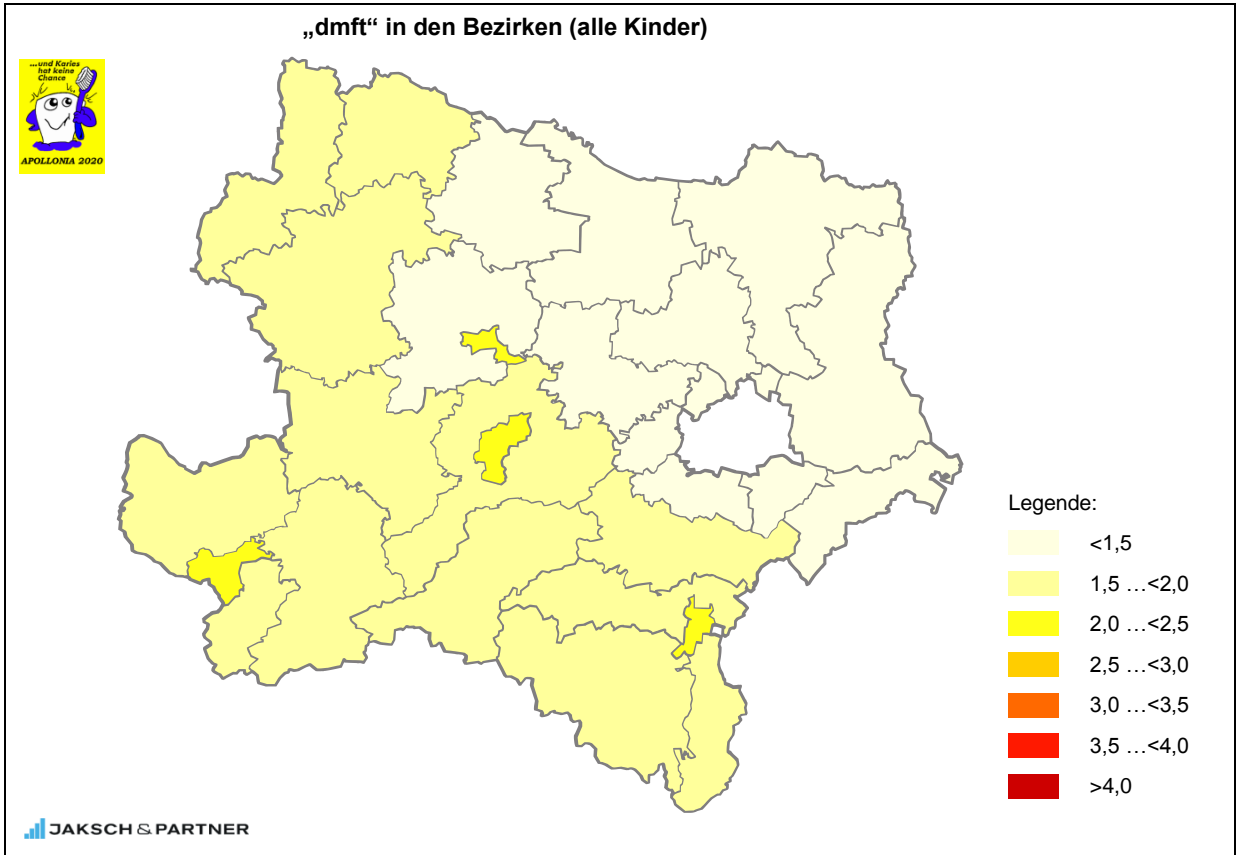 „dmft“ in den Bezirken (alle Kinder)
...und Karies
hat keine
Chance
APOLLONIA 2020
Legende:
<1,5
1,5 …<2,0
2,0 …<2,5
2,5 …<3,0
3,0 …<3,5
3,5 …<4,0
>4,0
JAKSCH & PARTNER